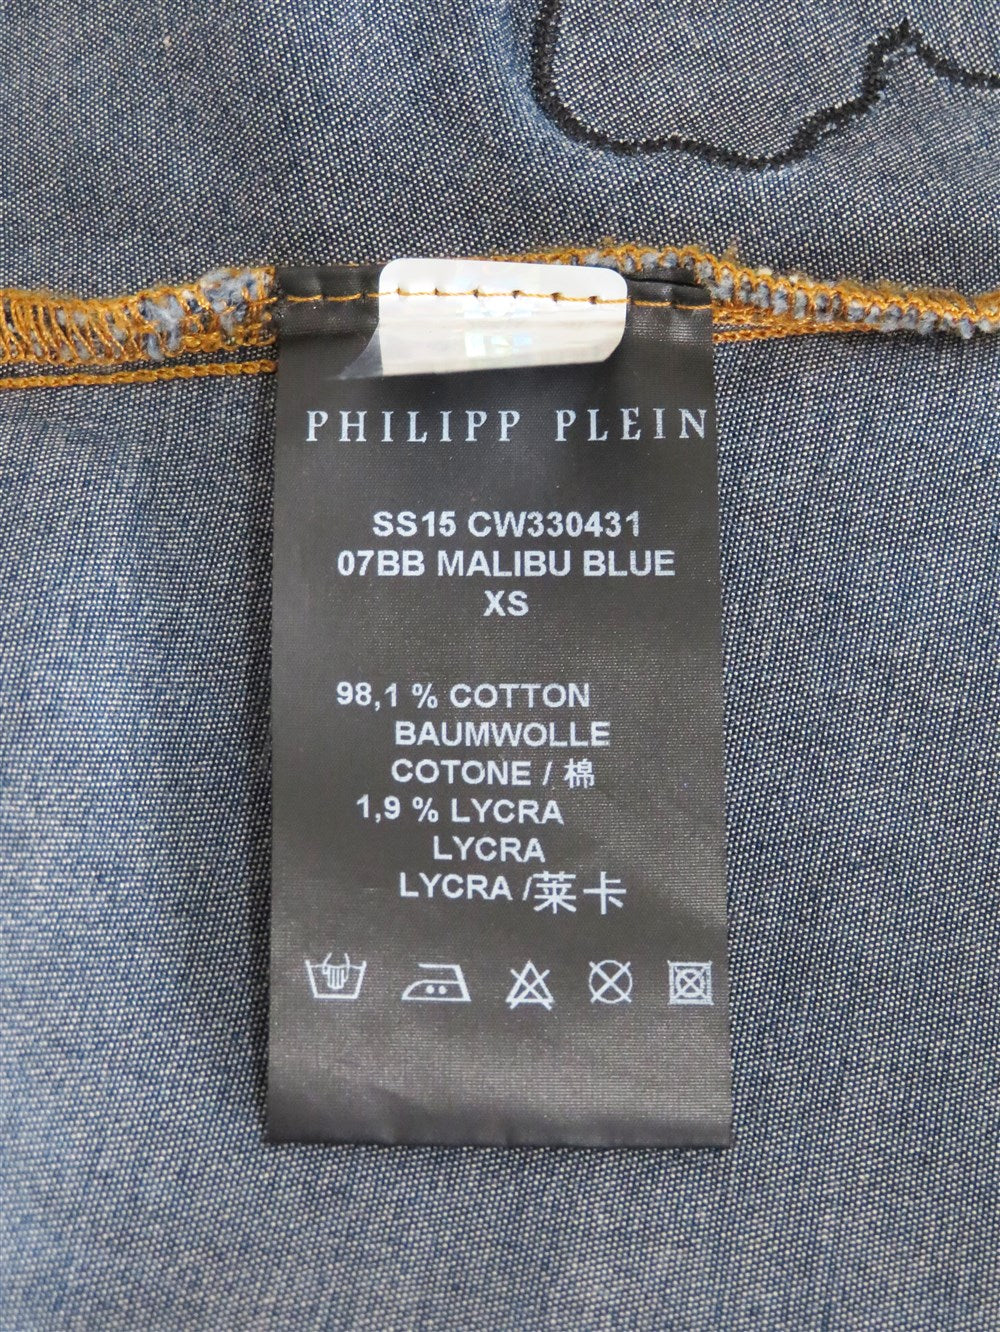 PHILIPP PLEIN
SS15 CW330431
07BB MALIBU BLUE
XS
98,1 % COTTON
BAUMWOLLE
COTONE / 棉
1,9 % LYCRA
LYCRA
LYCRA /莱卡